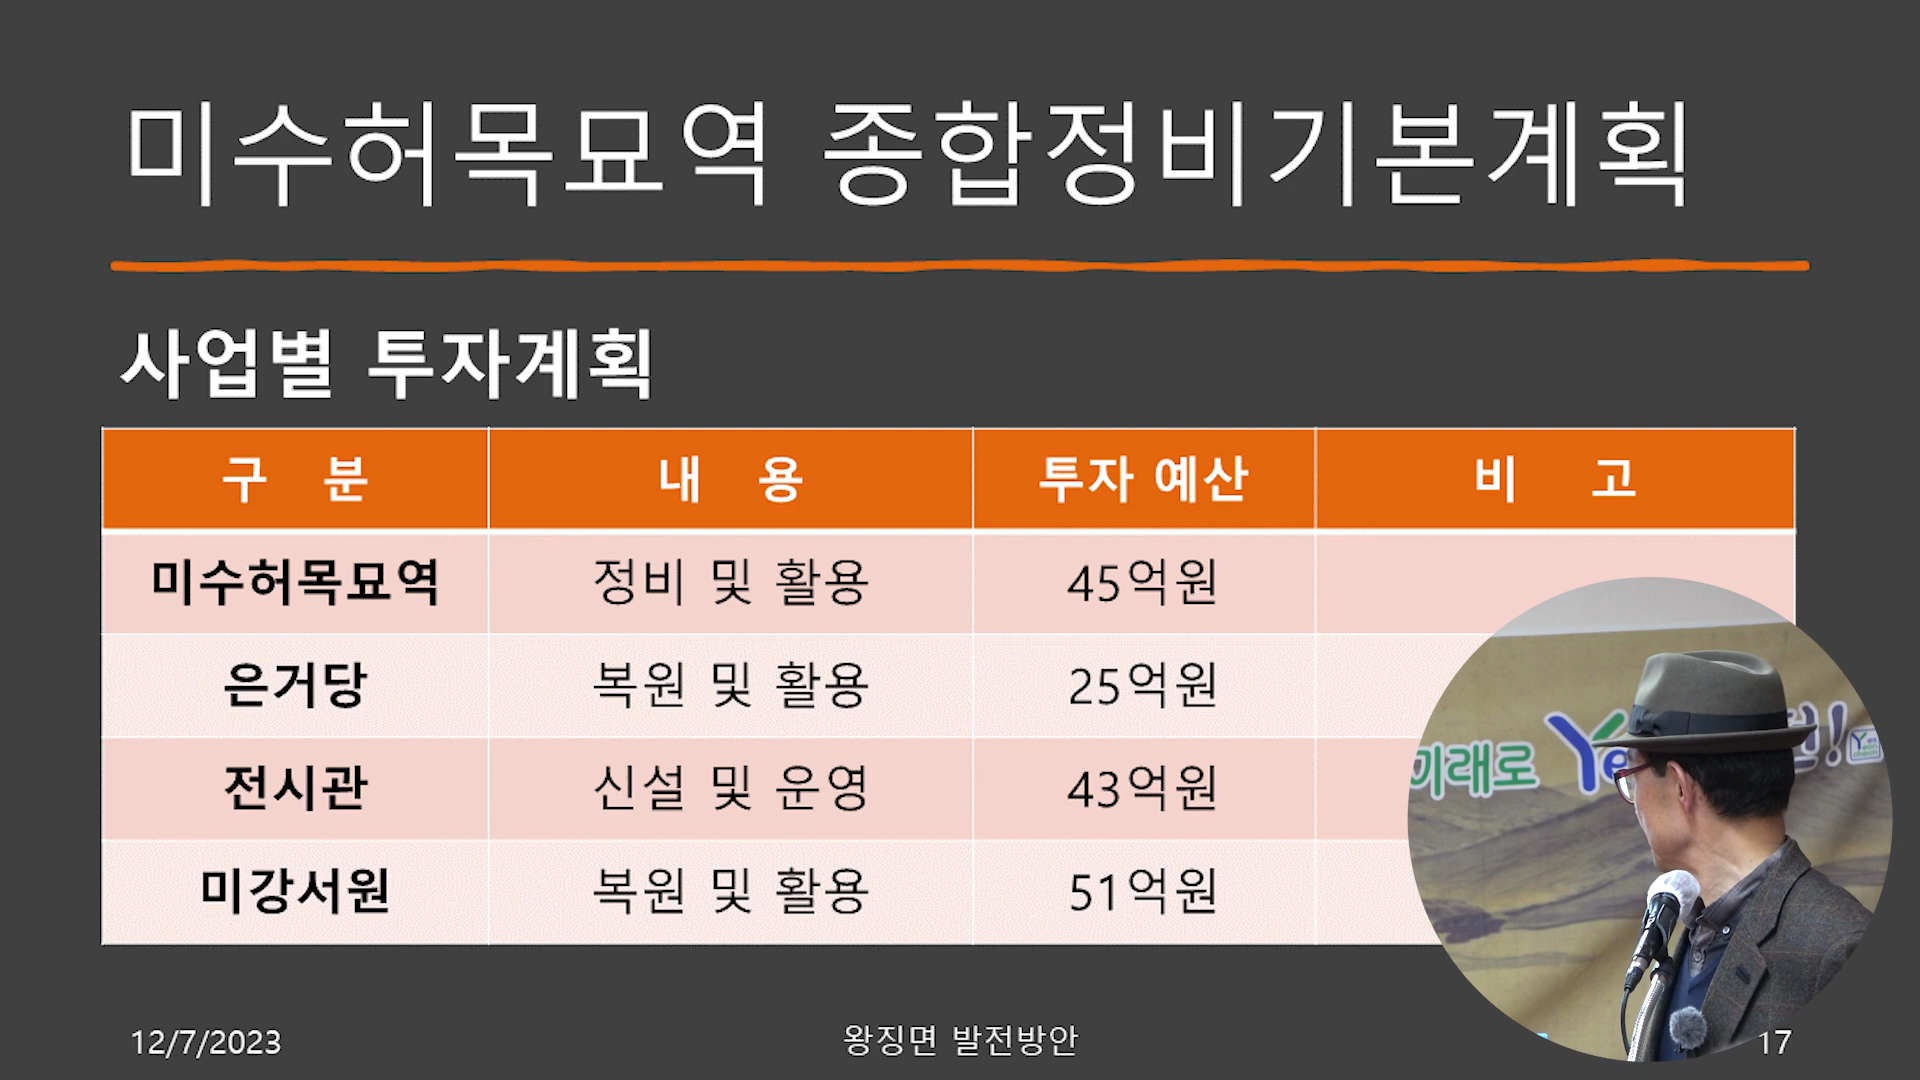 미수허목묘역 종합정비기본계획
사업별 투자계획
구 분 내 용 투자 예산 비 고
미수허목묘역 정비 및 활용 45억원
은거당 복원 및 활용 25억원
전시관 신설 및 운영 43억원
미강서원 복원 및 활용 51억원
미래로
12/7/2023 왕징면 발전방안 17